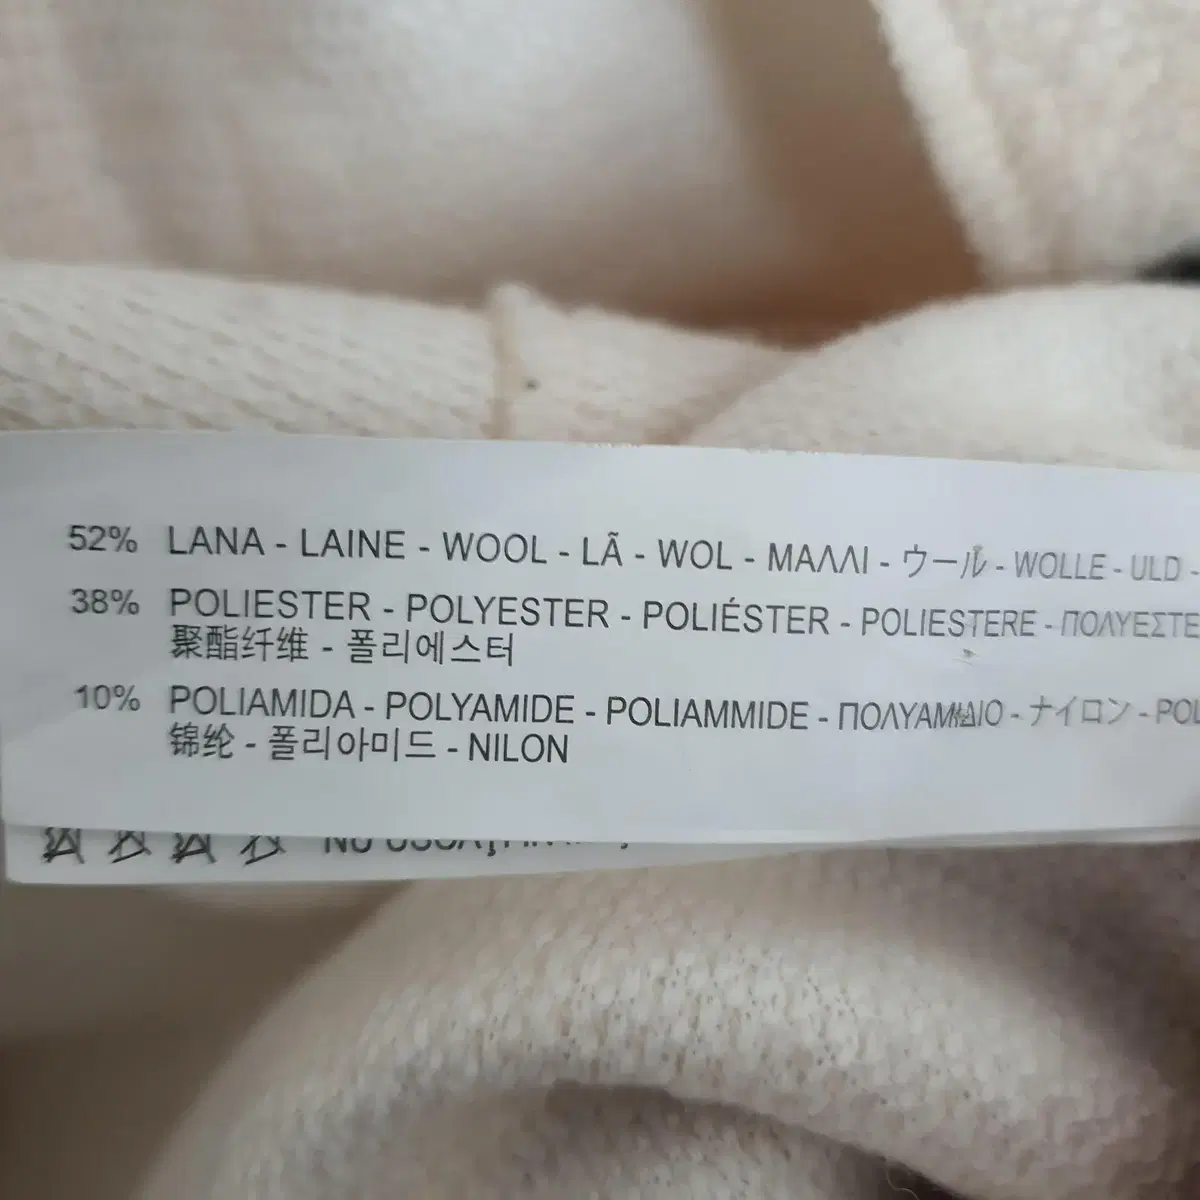 52% LANA - LAINE - WOOL - LÃ - WOL - ΜΑΛΛΙ - ウール - WOLLE - ULD -
38% POLIESTER - POLYESTER - POLIÉSTER - POLIESTERE - ΠΟΛΥΕΣΤΕ
聚酯纤维 - 폴리에스터
10% POLIAMIDA - POLYAMIDE - POLIAMMIDE - ΠΟΛΥΑΜΙΔΙΟ - ナイロン - POL
锦纶 - 폴리아미드 - NILON